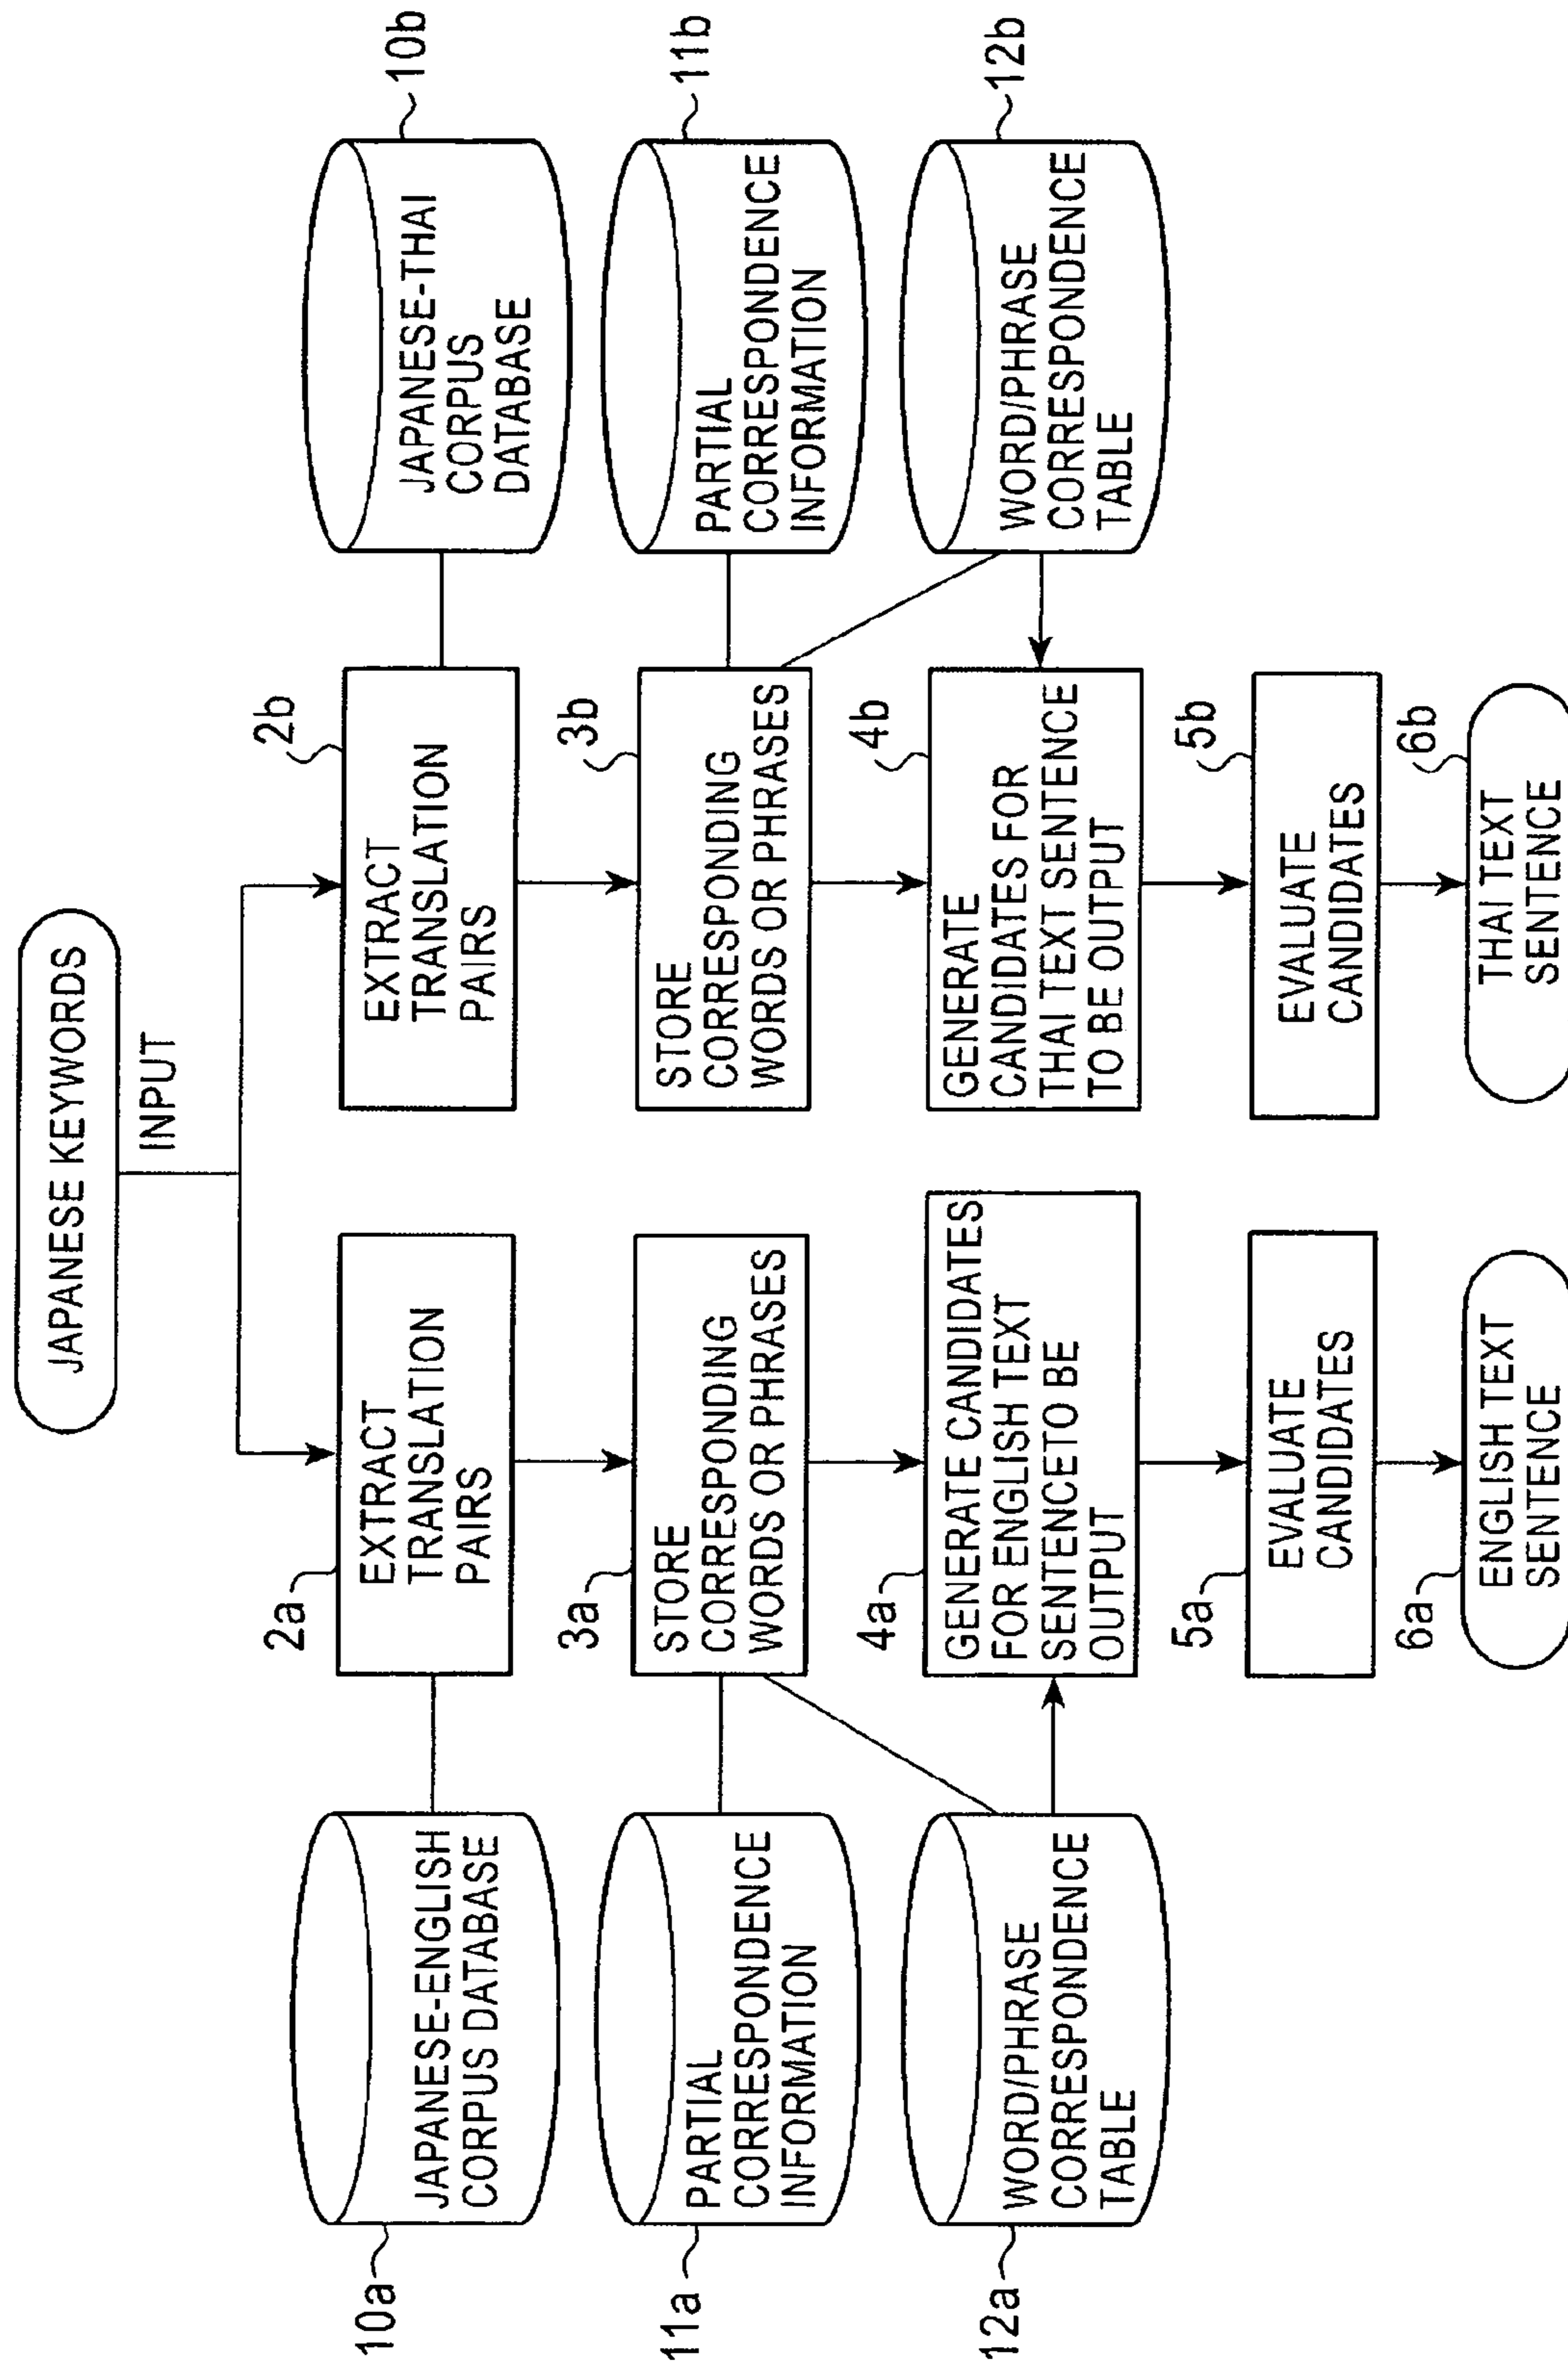 JAPANESE KEYWORDS
INPUT
10a
JAPANESE-ENGLISH
CORPUS DATABASE
2a
EXTRACT
TRANSLATION
PAIRS
2b
EXTRACT
TRANSLATION
PAIRS
10b
JAPANESE-THAI
CORPUS
DATABASE
11a
PARTIAL
CORRESPONDENCE
INFORMATION
3a
STORE
CORRESPONDING
WORDS OR PHRASES
3b
STORE
CORRESPONDING
WORDS OR PHRASES
11b
PARTIAL
CORRESPONDENCE
INFORMATION
12a
WORD/PHRASE
CORRESPONDENCE
TABLE
4a
GENERATE CANDIDATES
FOR ENGLISH TEXT
SENTENCETO BE
OUTPUT
4b
GENERATE
CANDIDATES FOR
THAI TEXT SENTENCE
TO BE OUTPUT
12b
WORD/PHRASE
CORRESPONDENCE
TABLE
5a
EVALUATE
CANDIDATES
5b
EVALUATE
CANDIDATES
6a
ENGLISH TEXT
SENTENCE
6b
THAI TEXT
SENTENCE